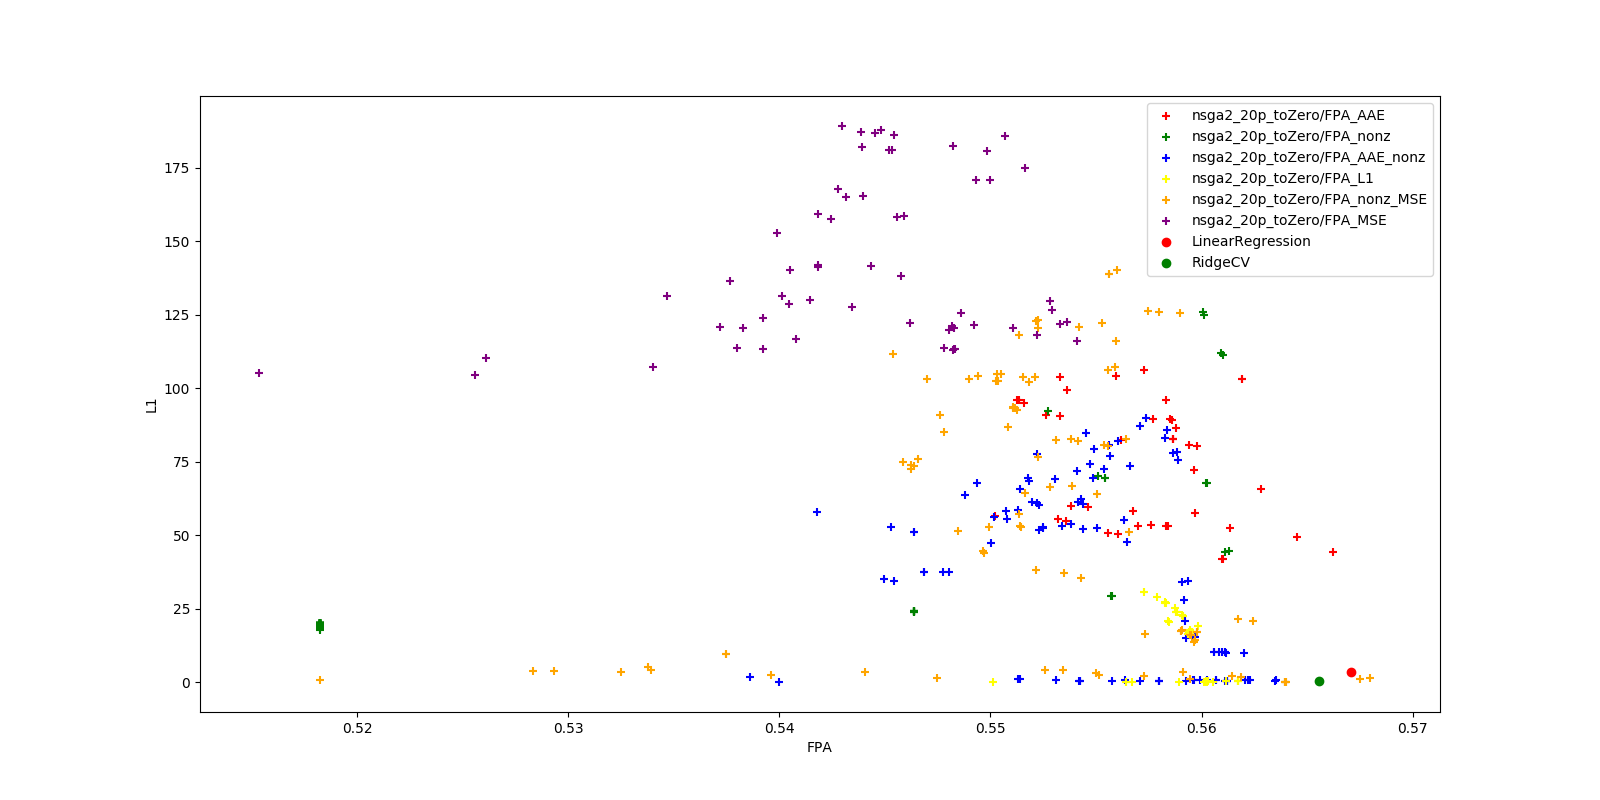 nsga2_20p_toZero/FPA_AAE
nsga2_20p_toZero/FPA_nonz
nsga2_20p_toZero/FPA_AAE_nonz
nsga2_20p_toZero/FPA_L1
nsga2_20p_toZero/FPA_nonz_MSE
nsga2_20p_toZero/FPA_MSE
LinearRegression
RidgeCV
175
150
125
100
75
50
25
0
L1
0.52
0.53
0.54
0.55
0.56
0.57
FPA